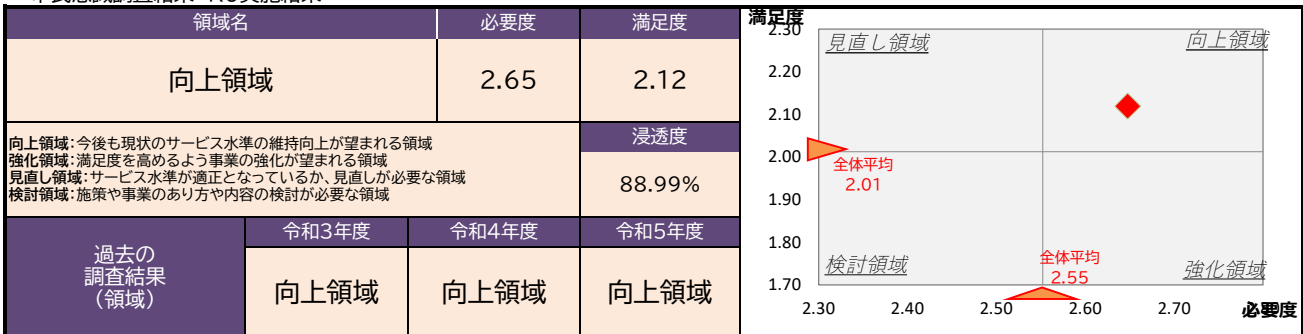 領域名 必要度 満足度
向上領域 2.65 2.12
向上領域:今後も現状のサービス水準の維持向上が望まれる領域
強化領域:満足度を高めるよう事業の強化が望まれる領域
見直し領域:サービス水準が適正となっているか、見直しが必要な領域
検討領域:施策や事業のあり方や内容の検討が必要な領域
浸透度
88.99%
過去の
調査結果
(領域)
令和3年度 令和4年度 令和5年度
向上領域 向上領域 向上領域
満足度
2.30
2.20
2.10
2.00
1.90
1.80
1.70
見直し領域 向上領域
全体平均
2.01
検討領域 強化領域
全体平均
2.55
2.30 2.40 2.50 2.60 2.70
必要度